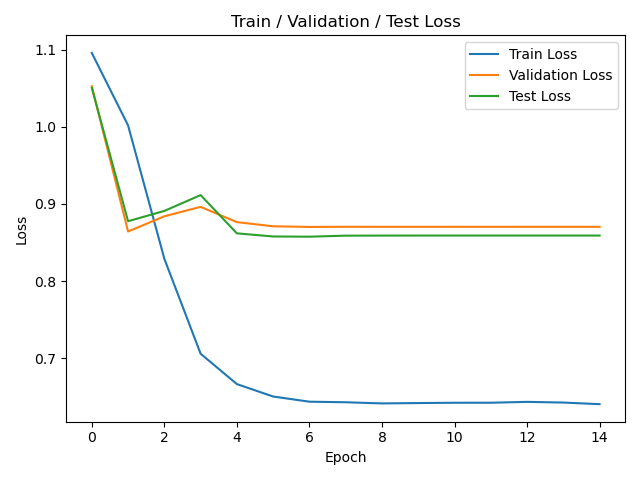 Train / Validation / Test Loss
Train Loss
Validation Loss
Test Loss
1.1
1.0
0.9
0.8
0.7
Loss
0 2 4 6 8 10 12 14
Epoch